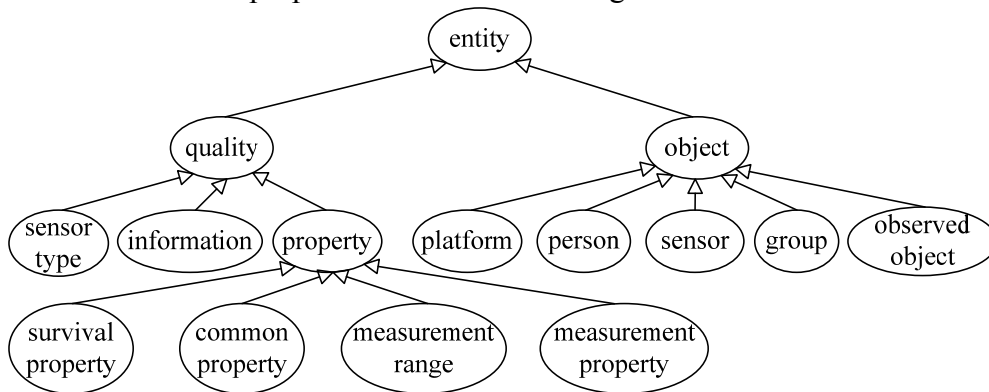 entity
quality
object
sensor
type
information
property
platform
person
sensor
group
observed
object
survival
property
common
property
measurement
range
measurement
property